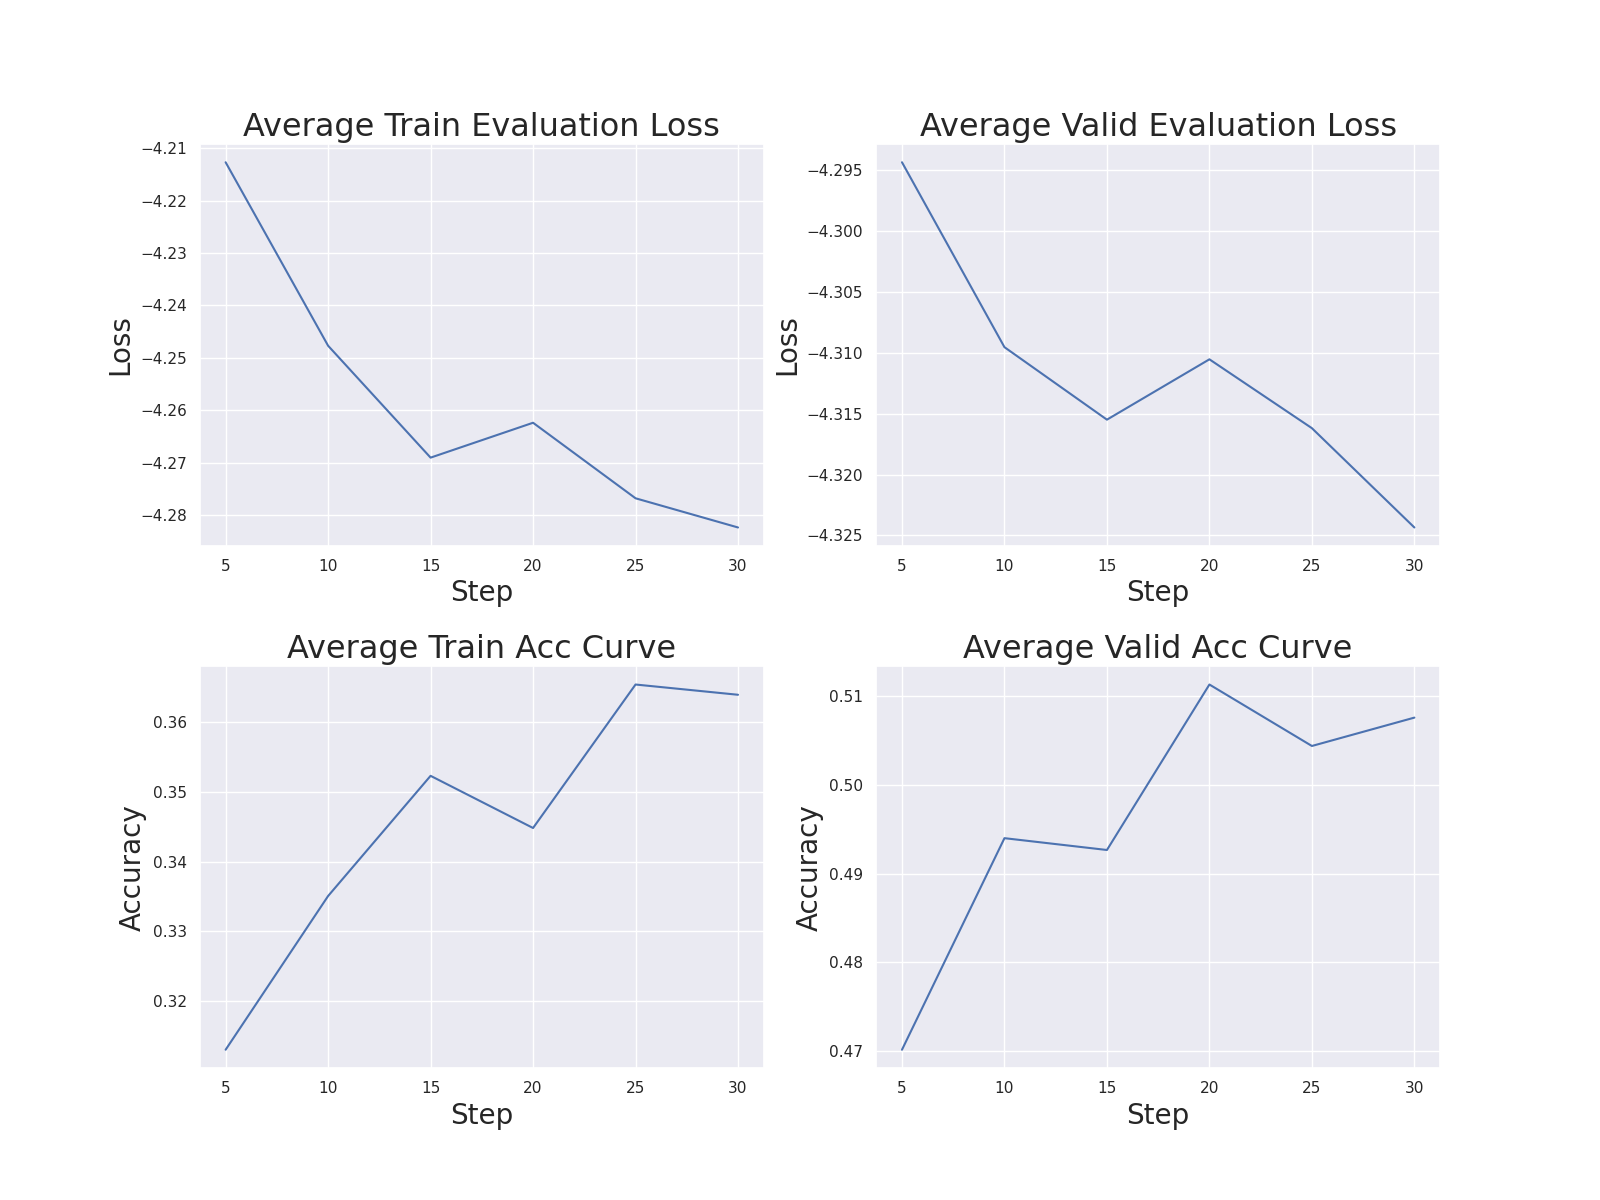 Average Train Evaluation Loss
−4.21
−4.22
−4.23
−4.24
−4.25
−4.26
−4.27
−4.28
Loss
5 10 15 20 25 30
Step
Average Valid Evaluation Loss
−4.295
−4.300
−4.305
−4.310
−4.315
−4.320
−4.325
Loss
5 10 15 20 25 30
Step
Average Train Acc Curve
0.36
0.35
0.34
0.33
0.32
Accuracy
5 10 15 20 25 30
Step
Average Valid Acc Curve
0.51
0.50
0.49
0.48
0.47
Accuracy
5 10 15 20 25 30
Step